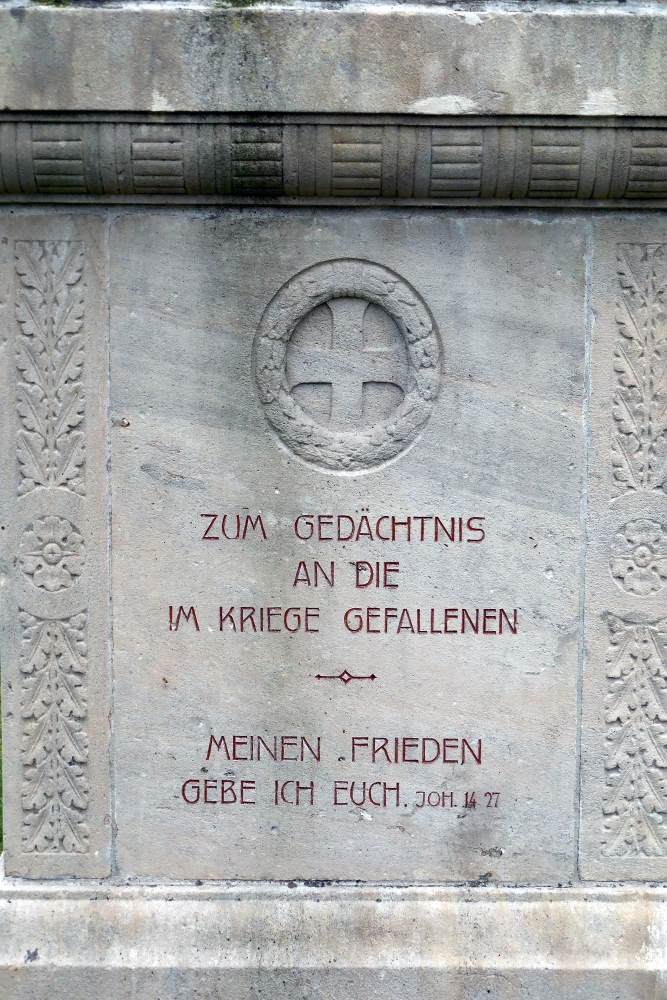 ZUM GEDÄCHTNIS
AN DIE
IM KRIEGE GEFALLENEN
MEINEN FRIEDEN
GEBE ICH EUCH. JOH. 14 27